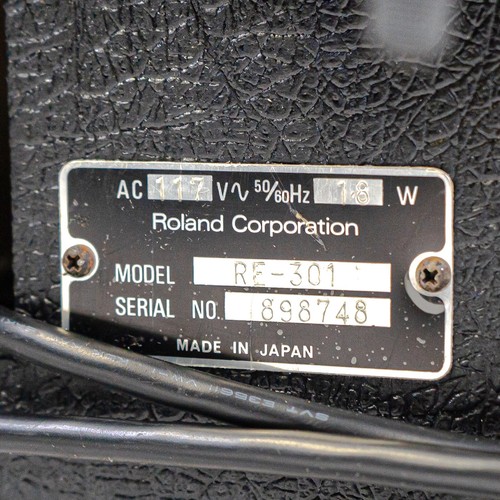 AC 117 V∿ 50/60Hz 18 W
Roland Corporation
MODEL RE-301
SERIAL NO. 898748
MADE IN JAPAN